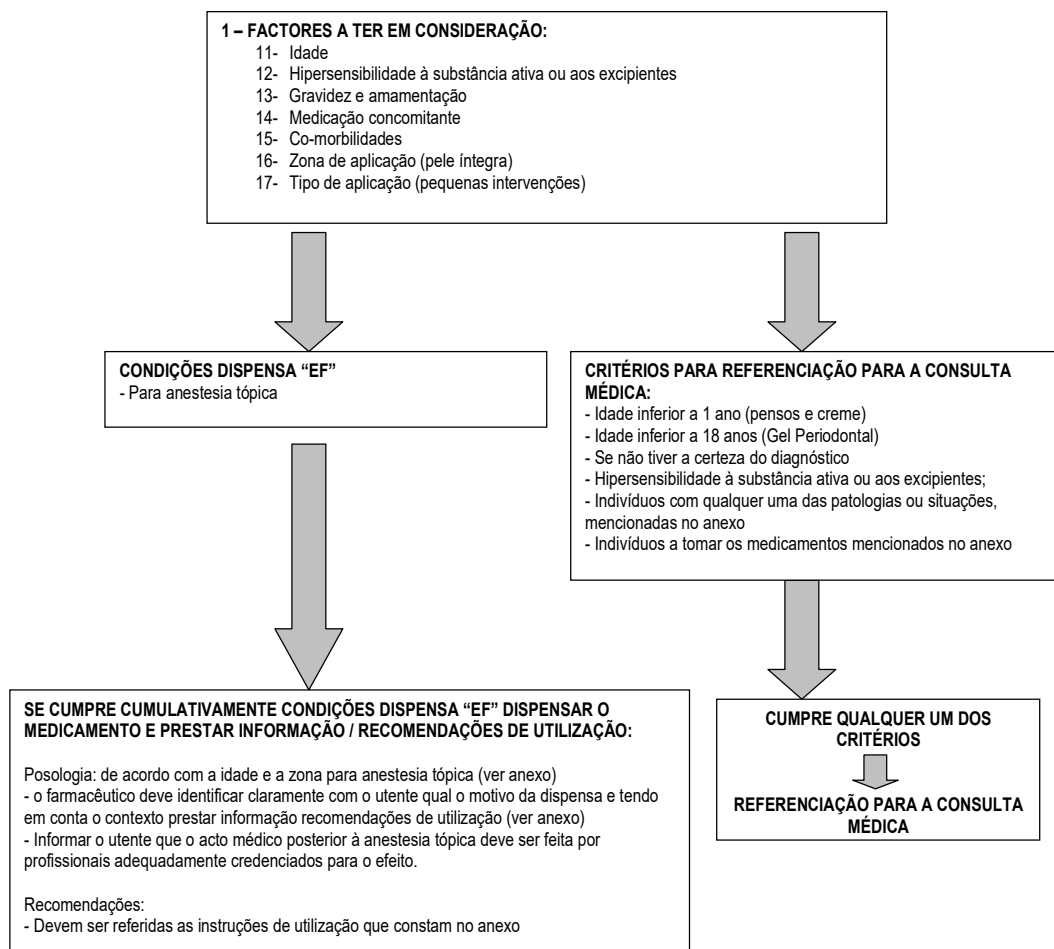 1 – FACTORES A TER EM CONSIDERAÇÃO:
11- Idade
12- Hipersensibilidade à substância ativa ou aos excipientes
13- Gravidez e amamentação
14- Medicação concomitante
15- Co-morbilidades
16- Zona de aplicação (pele íntegra)
17- Tipo de aplicação (pequenas intervenções)
CONDIÇÕES DISPENSA “EF”
- Para anestesia tópica
CRITÉRIOS PARA REFERENCIAÇÃO PARA A CONSULTA
MÉDICA:
- Idade inferior a 1 ano (pensos e creme)
- Idade inferior a 18 anos (Gel Periodontal)
- Se não tiver a certeza do diagnóstico
- Hipersensibilidade à substância ativa ou aos excipientes;
- Indivíduos com qualquer uma das patologias ou situações,
mencionadas no anexo
- Indivíduos a tomar os medicamentos mencionados no anexo
SE CUMPRE CUMULATIVAMENTE CONDIÇÕES DISPENSA “EF” DISPENSAR O
MEDICAMENTO E PRESTAR INFORMAÇÃO / RECOMENDAÇÕES DE UTILIZAÇÃO:
Posologia: de acordo com a idade e a zona para anestesia tópica (ver anexo)
- o farmacêutico deve identificar claramente com o utente qual o motivo da dispensa e tendo
em conta o contexto prestar informação recomendações de utilização (ver anexo)
- Informar o utente que o acto médico posterior à anestesia tópica deve ser feita por
profissionais adequadamente credenciados para o efeito.
Recomendações:
- Devem ser referidas as instruções de utilização que constam no anexo
CUMPRE QUALQUER UM DOS
CRITÉRIOS
REFERENCIAÇÃO PARA A CONSULTA
MÉDICA